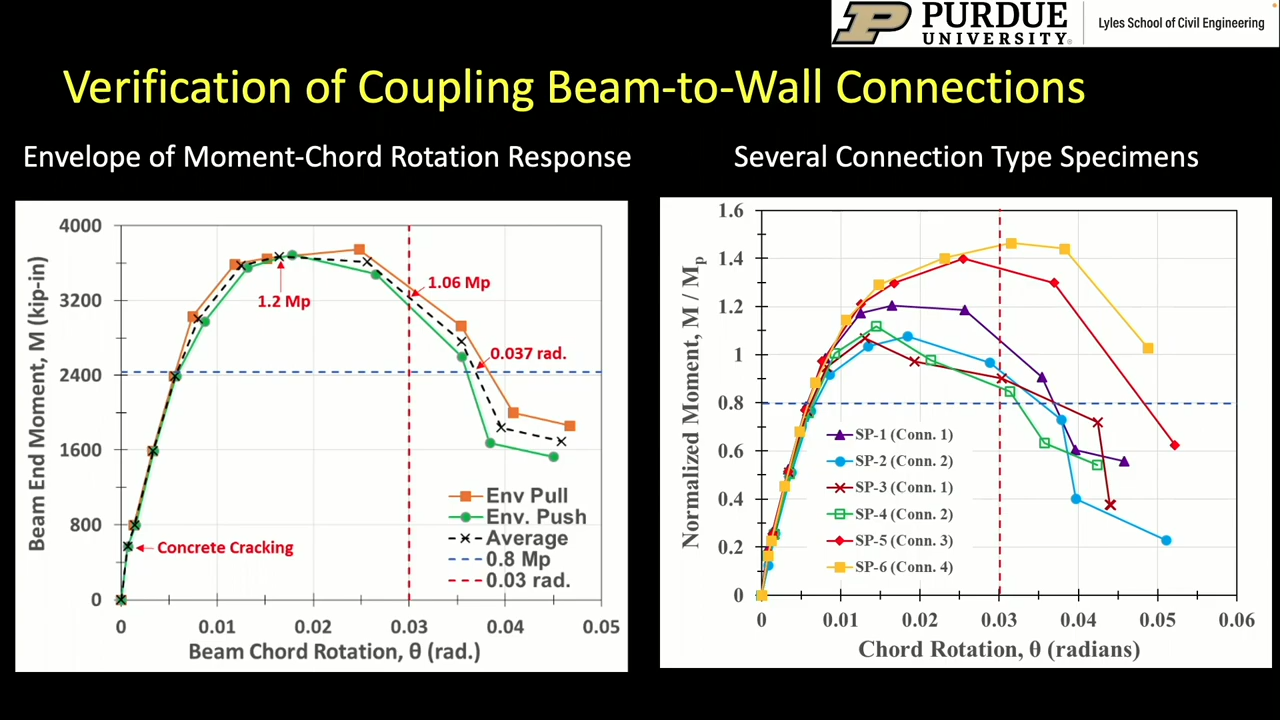 PURDUE
UNIVERSITY®
Lyles School of Civil Engineering
Verification of Coupling Beam-to-Wall Connections
Envelope of Moment-Chord Rotation Response
Several Connection Type Specimens
Beam End Moment, M (kip-in)
4000
3200
2400
1600
800
0
1.2 Mp
1.06 Mp
0.037 rad.
Concrete Cracking
Env Pull
Env. Push
Average
0.8 Mp
0.03 rad.
0 0.01 0.02 0.03 0.04 0.05
Beam Chord Rotation, θ (rad.)
Normalized Moment, M / Mp
1.6
1.4
1.2
1
0.8
0.6
0.4
0.2
0
SP-1 (Conn. 1)
SP-2 (Conn. 2)
SP-3 (Conn. 1)
SP-4 (Conn. 2)
SP-5 (Conn. 3)
SP-6 (Conn. 4)
0 0.01 0.02 0.03 0.04 0.05 0.06
Chord Rotation, θ (radians)